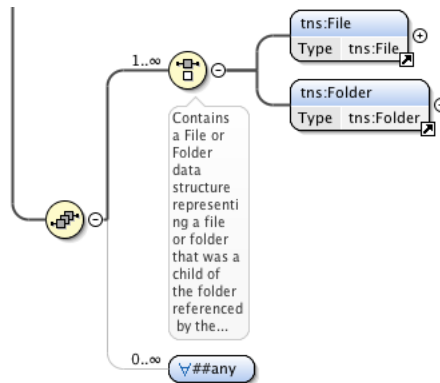 tns:File
Type tns:File
1..∞
tns:Folder
Type tns:Folder
Contains
a File or
Folder
data
structure
representi
ng a file
or folder
that was a
child of
the folder
referenced
by the...
0..∞
∀##any